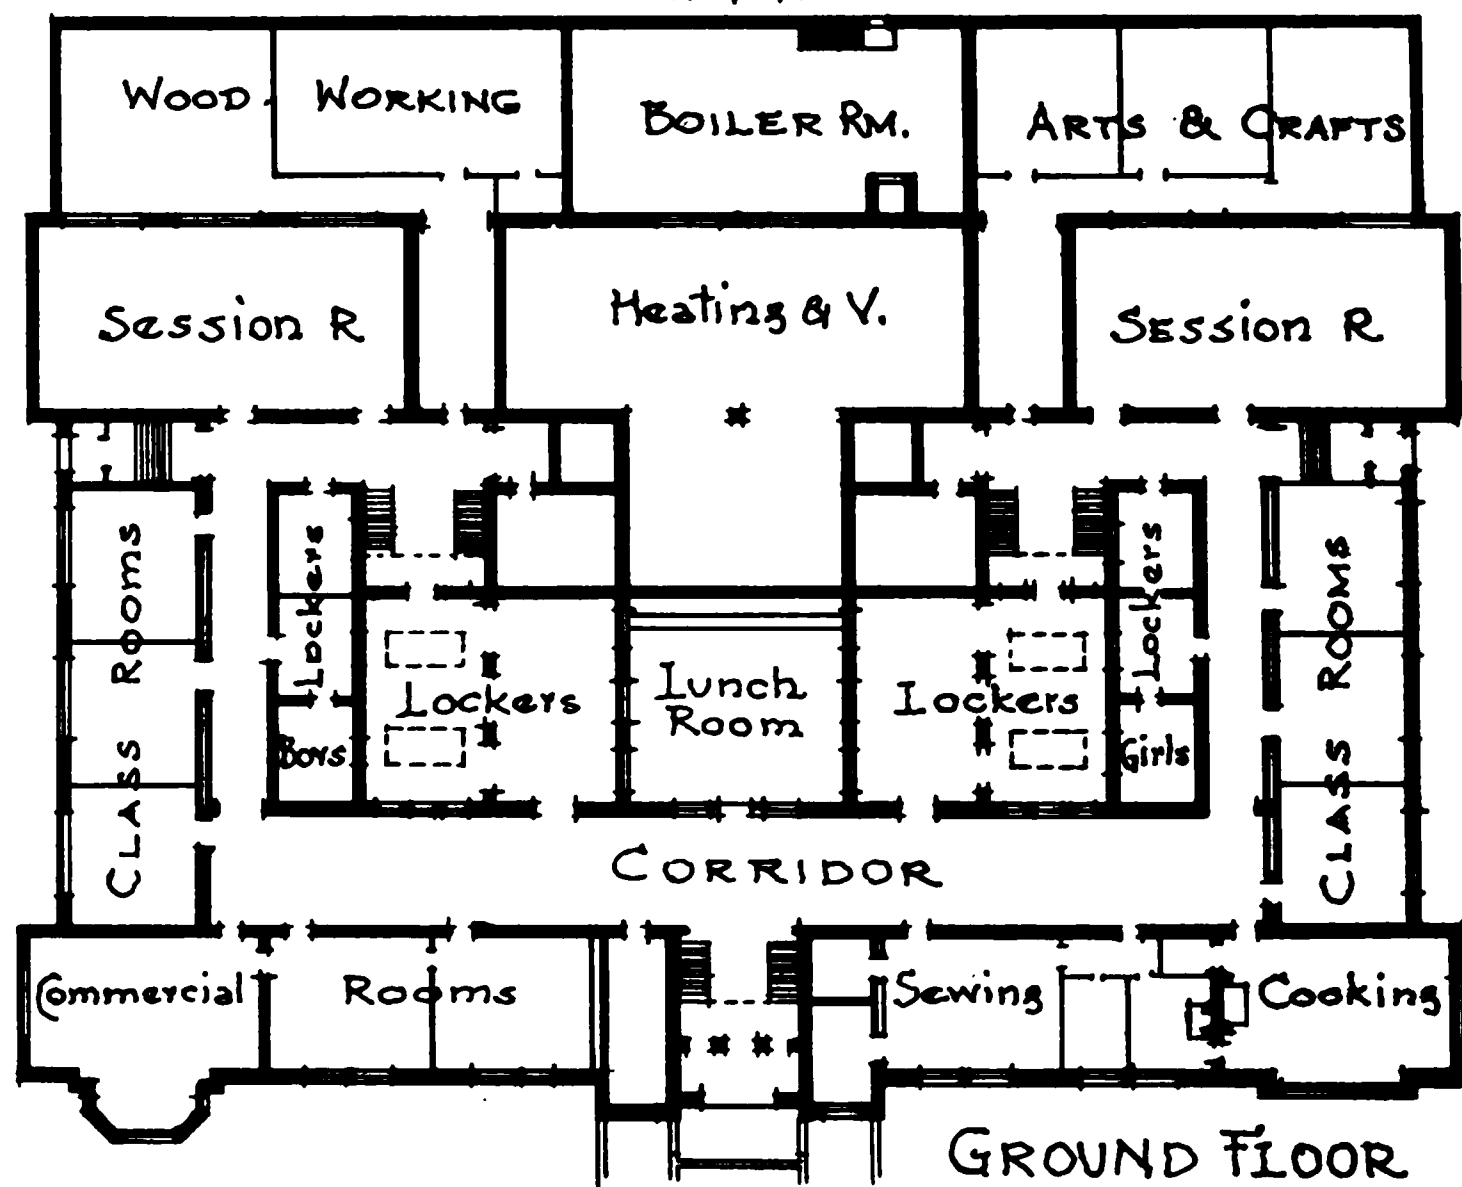 WOOD WORKING
BOILER RM.
ARTS & CRAFTS
Session R
Heating & V.
SESSion R
CLASS ROOMS
Lockers
Boys
Lockers
Lunch
Room
Lockers
Lockers
Girls
CLASS ROOMS
CORRIDOR
Commercial Rooms
Sewing
Cooking
GROUND FLOOR